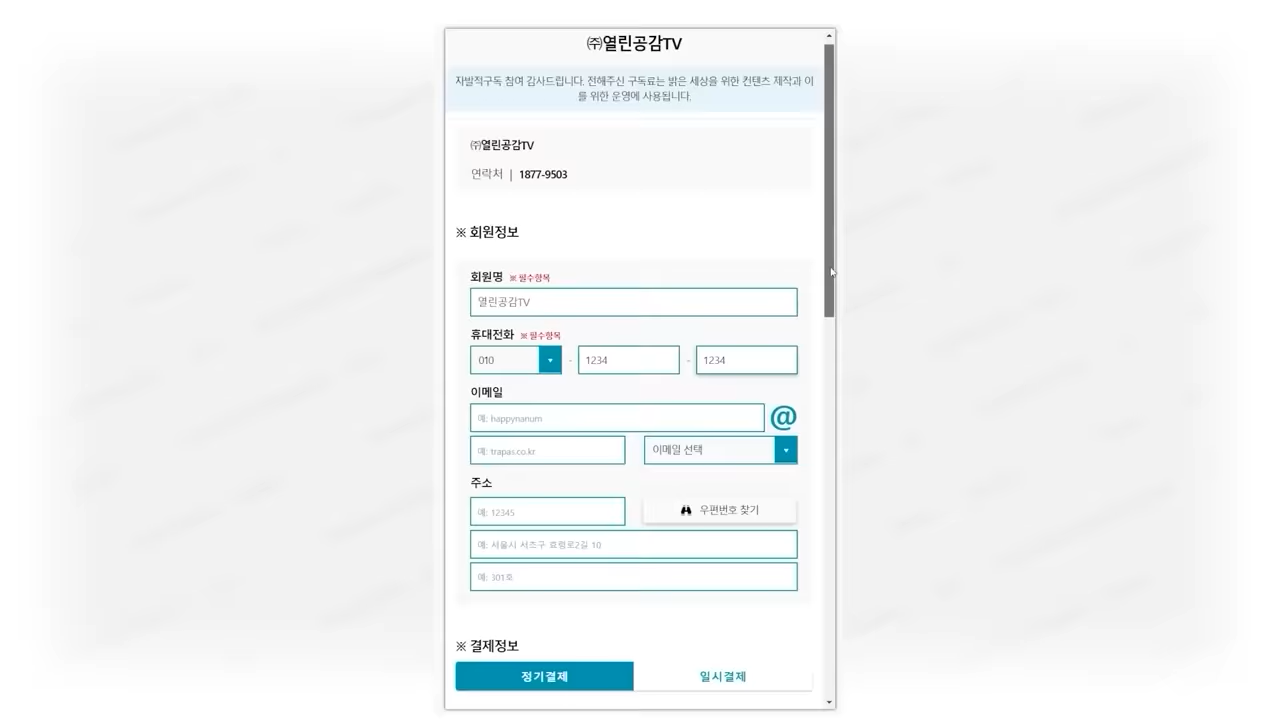 ㈜열린공감TV
자발적구독 참여 감사드립니다. 전해주신 구독료는 밝은 세상을 위한 컨텐츠 제작과 이
를 위한 운영에 사용됩니다.
㈜열린공감TV
연락처 | 1877-9503
※ 회원정보
회원명 ※ 필수항목
열린공감TV
휴대전화 ※ 필수항목
010 - 1234 - 1234
이메일
예: happynanum @
예: trapas.co.kr 이메일 선택
주소
예: 12345 우편번호 찾기
예: 서울시 서초구 효령로2길 10
예: 301호
※ 결제정보
정기결제 일시결제